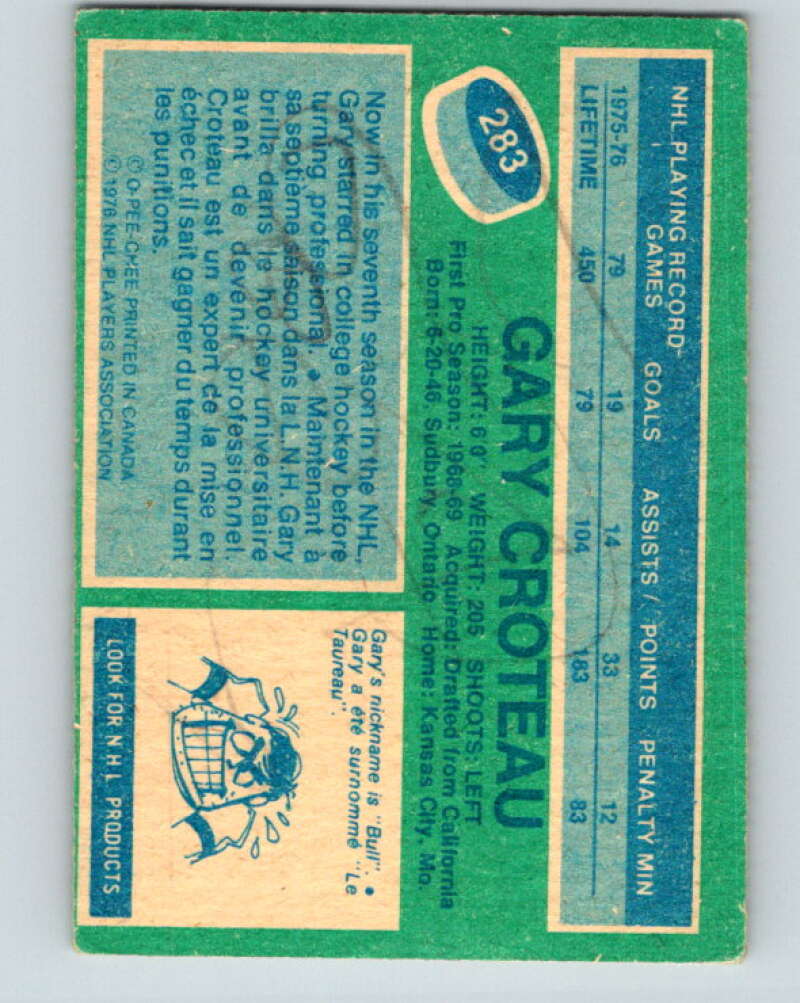 NHL PLAYING RECORD
GAMES GOALS ASSISTS / POINTS PENALTY MIN
1975-76 79 19 14 33 12
LIFETIME 450 79 104 183 83
283
GARY CROTEAU
HEIGHT: 6'0" WEIGHT: 205 SHOOTS: LEFT
First Pro Season: 1968-69 Acquired: Drafted from California
Born: 6-20-46, Sudbury, Ontario Home: Kansas City, Mo.
Now in his seventh season in the NHL,
Gary starred in college hockey before
turning professional. • Maintenant à
sa septième saison dans la L.N.H. Gary
brilla dans le hockey universitaire
avant de devenir professionnel.
Croteau est un expert de la mise en
échec et il sait gagner du temps durant
les punitions.
© O-PEE-CHEE PRINTED IN CANADA
© 1976 NHL PLAYERS ASSOCIATION
Gary's nickname is "Bull". •
Gary a été surnommé "Le
Taureau".
LOOK FOR NHL PRODUCTS